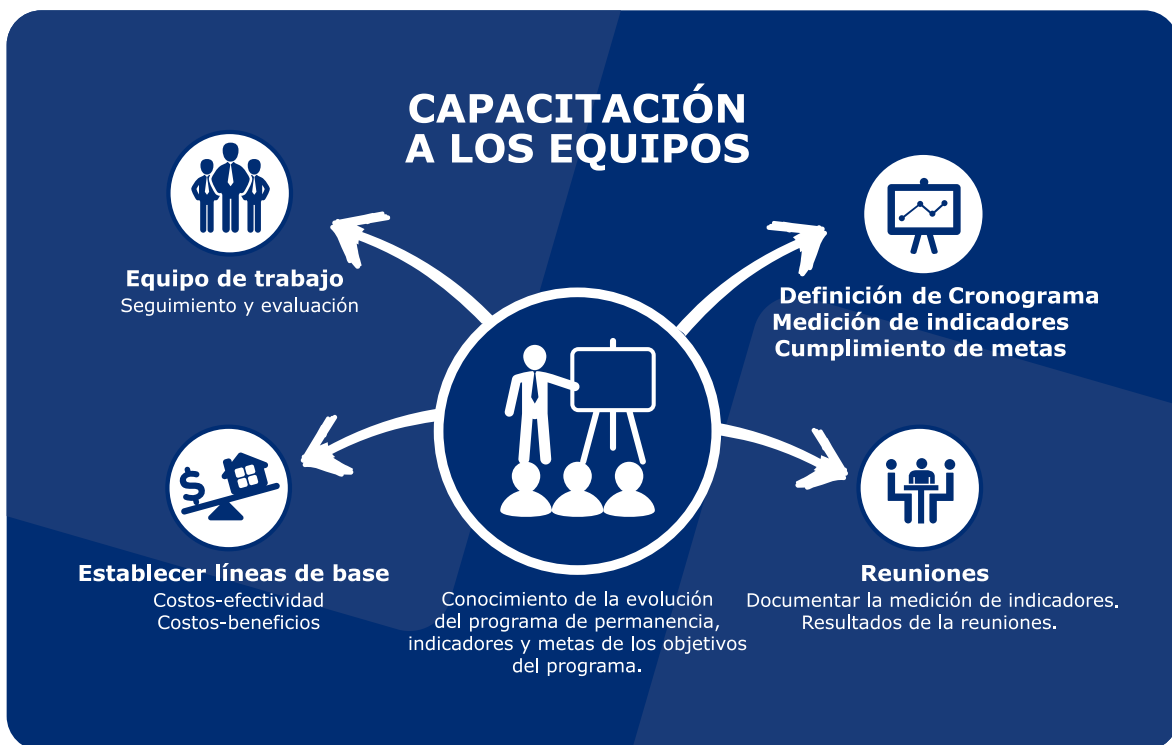 CAPACITACIÓN
A LOS EQUIPOS
Equipo de trabajo
Seguimiento y evaluación
Definición de Cronograma
Medición de indicadores
Cumplimiento de metas
Establecer líneas de base
Costos-efectividad
Costos-beneficios
Conocimiento de la evolución
del programa de permanencia,
indicadores y metas de los objetivos
del programa.
Reuniones
Documentar la medición de indicadores.
Resultados de la reuniones.